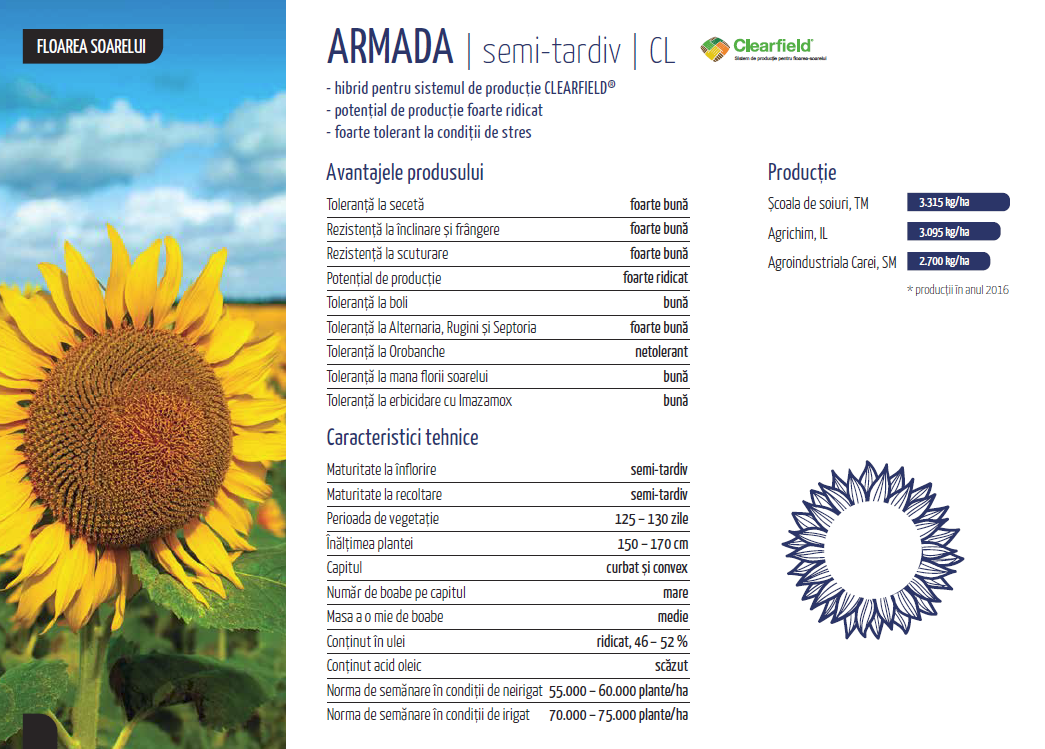 FLOAREA SOARELUI
ARMADA | semi-tardiv | CL
Clearfield®
Sistem de producție pentru floarea-soarelui
- hibrid pentru sistemul de producție CLEARFIELD®
- potențial de producție foarte ridicat
- foarte tolerant la condiții de stres
Avantajele produsului
Toleranță la secetă foarte bună
Rezistență la înclinare și frângere foarte bună
Rezistență la scuturare foarte bună
Potențial de producție foarte ridicat
Toleranță la boli bună
Toleranță la Alternaria, Rugini și Septoria foarte bună
Toleranță la Orobanche netolerant
Toleranță la mana florii soarelui bună
Toleranță la erbicidare cu Imazamox bună
Caracteristici tehnice
Maturitate la înflorire semi-tardiv
Maturitate la recoltare semi-tardiv
Perioada de vegetație 125 – 130 zile
Înălțimea plantei 150 – 170 cm
Capitul curbat și convex
Număr de boabe pe capitul mare
Masa a o mie de boabe medie
Conținut în ulei ridicat, 46 – 52 %
Conținut acid oleic scăzut
Norma de semănare în condiții de neirigat 55.000 – 60.000 plante/ha
Norma de semănare în condiții de irigat 70.000 – 75.000 plante/ha
Producție
Școala de soiuri, TM 3.315 kg/ha
Agrichim, IL 3.095 kg/ha
Agroindustriala Carei, SM 2.700 kg/ha
* producții în anul 2016